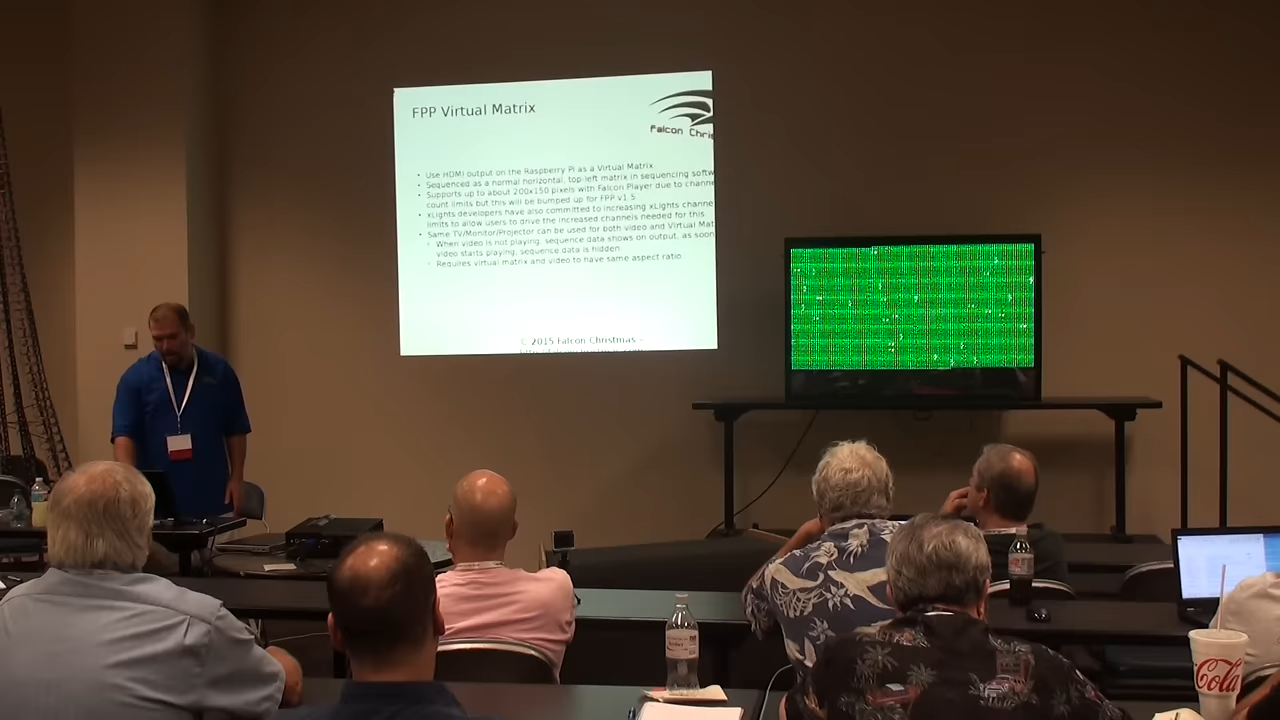 FPP Virtual Matrix
Falcon Chris
• Use HDMI output on the Raspberry Pi as a Virtual Matrix
• Sequenced as a normal horizontal, top-left matrix in sequencing softw
• Supports up to about 200x150 pixels with Falcon Player due to channe
count limits but this will be bumped up for FPP v1.5
• xLights developers have also committed to increasing xLights channe
limits to allow users to drive the increased channels needed for this
• Same TV/Monitor/Projector can be used for both video and Virtual Mat
◦ When video is not playing, sequence data shows on output, as soon
video starts playing, sequence data is hidden
◦ Requires virtual matrix and video to have same aspect ratio
© 2015 Falcon Christmas -
Cola